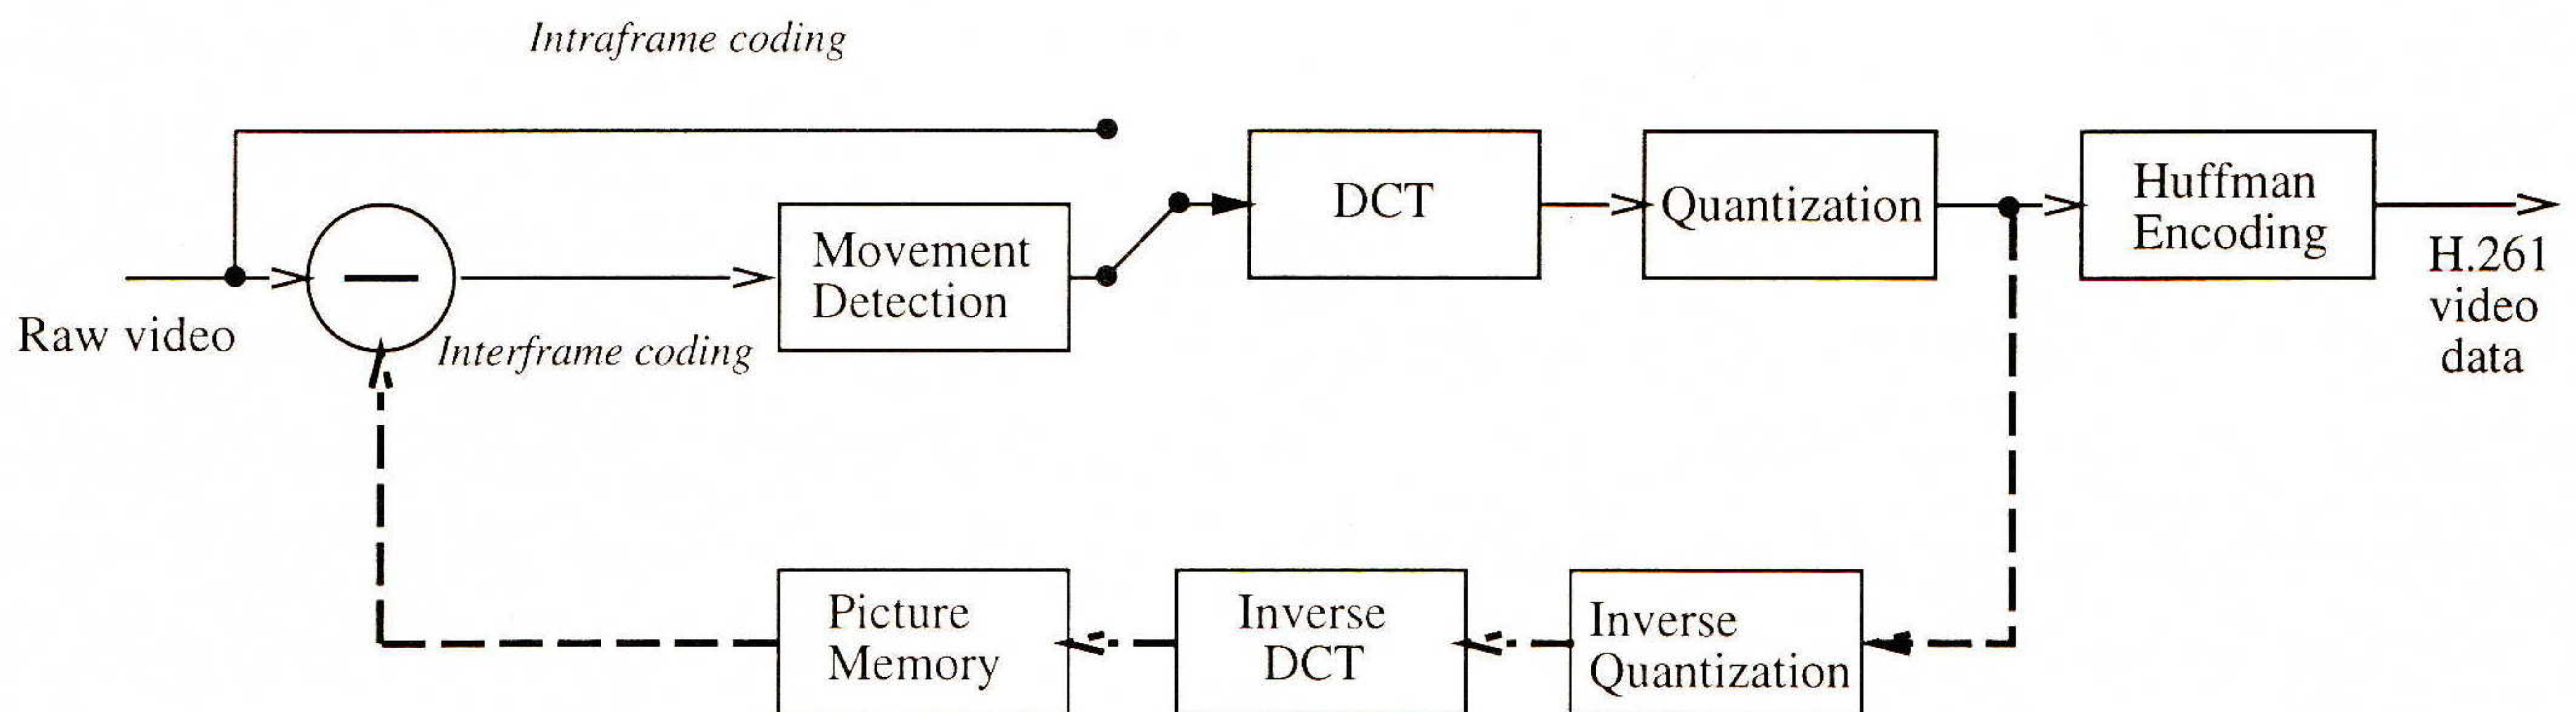 Intraframe coding
DCT
Quantization
Huffman
Encoding
Movement
Detection
H.261
video
data
Raw video
Interframe coding
Picture
Memory
Inverse
DCT
Inverse
Quantization